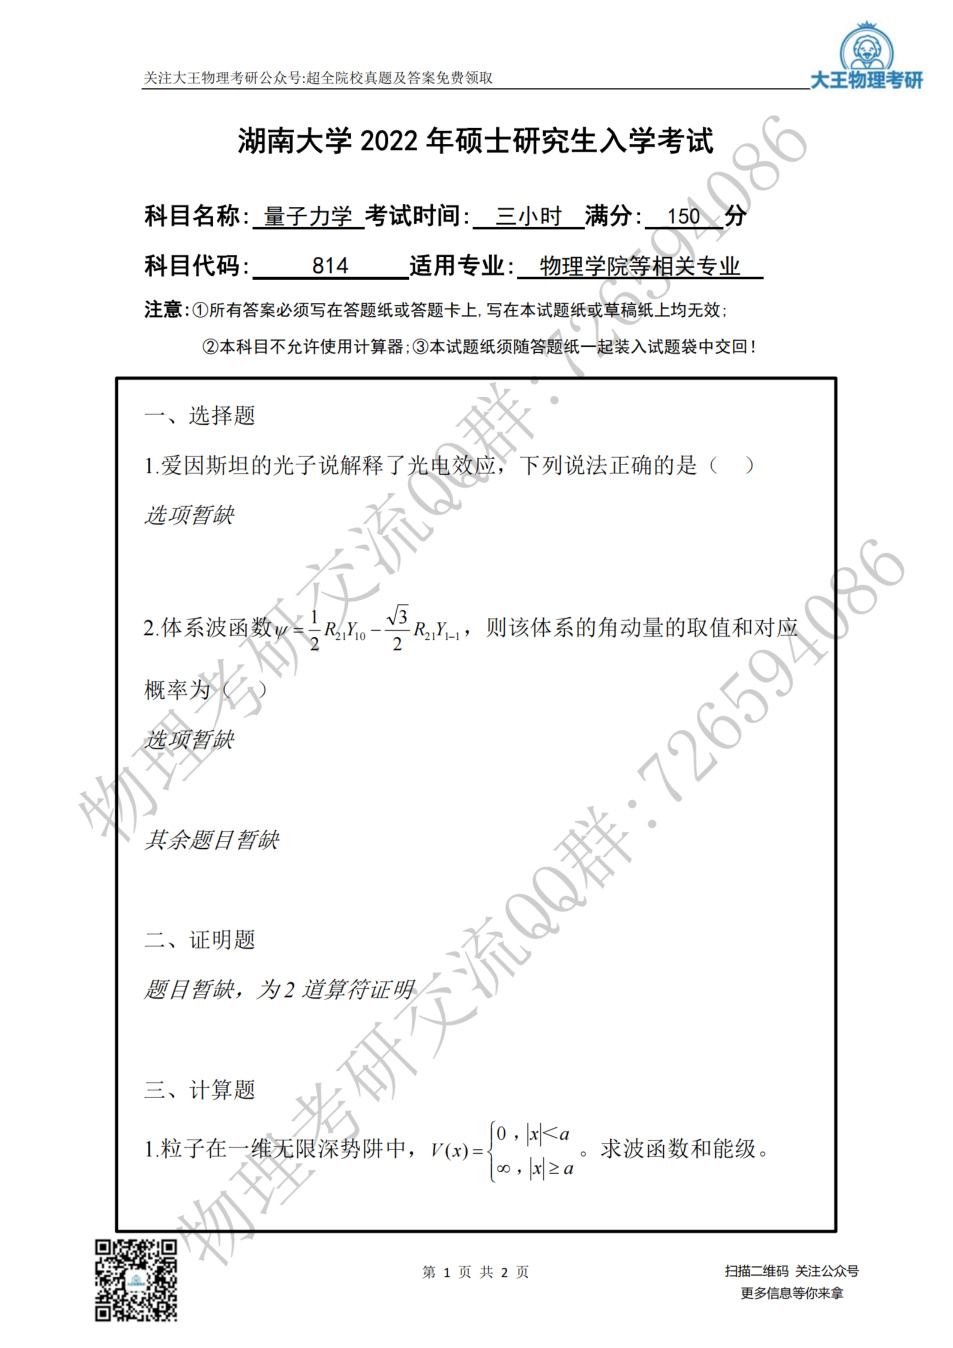 关注大王物理考研公众号:超全院校真题及答案免费领取
大王物理考研
湖南大学 2022 年硕士研究生入学考试
科目名称: 量子力学 考试时间: 三小时 满分: 150 分
科目代码: 814 适用专业: 物理学院等相关专业
注意:①所有答案必须写在答题纸或答题卡上,写在本试题纸或草稿纸上均无效;
②本科目不允许使用计算器;③本试题纸须随答题纸一起装入试题袋中交回!
一、选择题
1.爱因斯坦的光子说解释了光电效应，下列说法正确的是（ ）
选项暂缺
2.体系波函数ψ = 1/2 R₂₁Y₁₀ − √3/2 R₂₁Y₁₋₁，则该体系的角动量的取值和对应
概率为（ ）
选项暂缺
其余题目暂缺
二、证明题
题目暂缺，为 2 道算符证明
三、计算题
1.粒子在一维无限深势阱中，V(x) = {0，|x|＜a
∞，|x| ≥ a 。求波函数和能级。
第 1 页 共 2 页
扫描二维码 关注公众号
更多信息等你来拿
物理考研交流QQ群:726594086
物理考研交流QQ群:726594086
大王物理考研